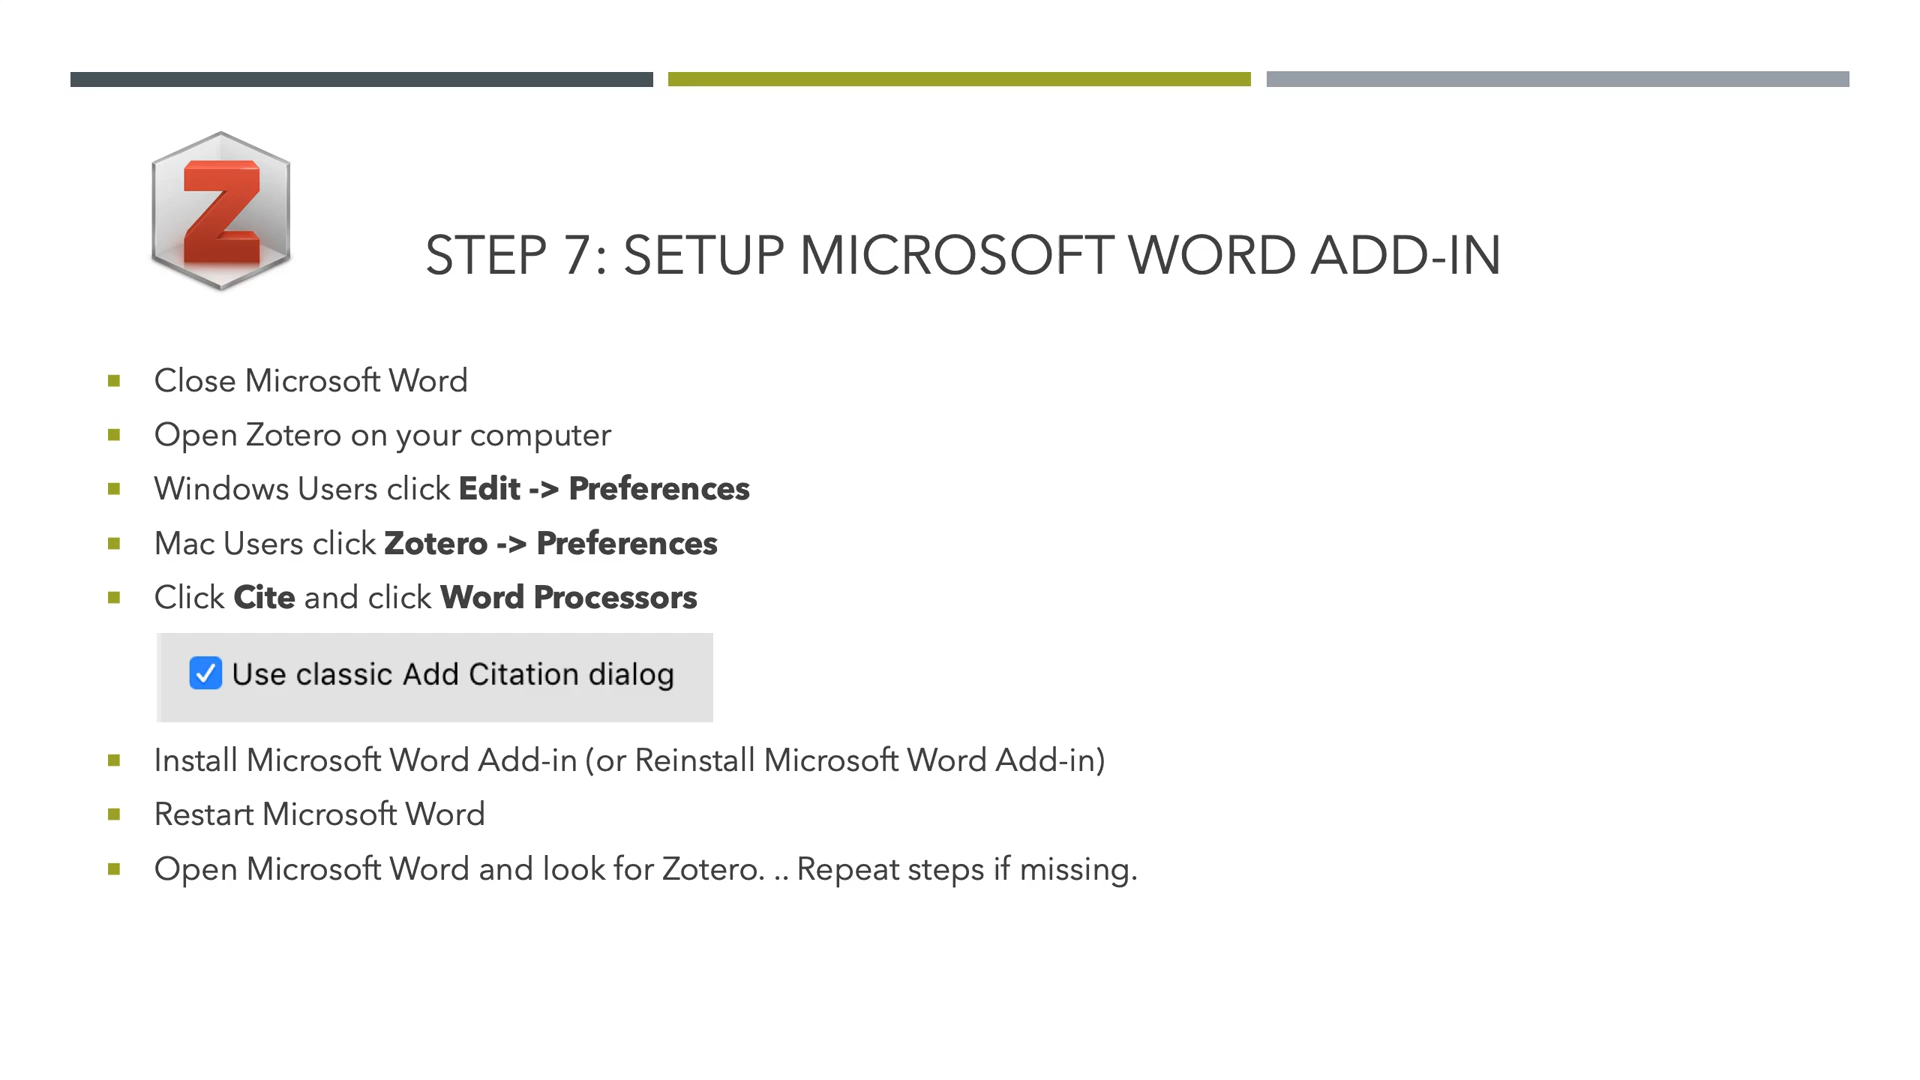 Z
STEP 7: SETUP MICROSOFT WORD ADD-IN
Close Microsoft Word
Open Zotero on your computer
Windows Users click Edit -> Preferences
Mac Users click Zotero -> Preferences
Click Cite and click Word Processors
Use classic Add Citation dialog
Install Microsoft Word Add-in (or Reinstall Microsoft Word Add-in)
Restart Microsoft Word
Open Microsoft Word and look for Zotero. .. Repeat steps if missing.